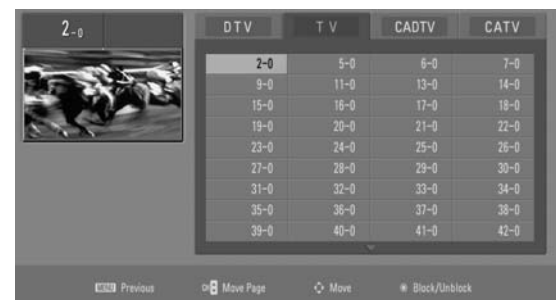 2-0
DTV TV CADTV CATV
2-0 5-0 6-0 7-0
9-0 11-0 13-0 14-0
15-0 16-0 17-0 18-0
19-0 20-0 21-0 22-0
23-0 24-0 25-0 26-0
27-0 28-0 29-0 30-0
31-0 32-0 33-0 34-0
35-0 36-0 37-0 38-0
39-0 40-0 41-0 42-0
MENU Previous CH Move Page Move Block/Unblock